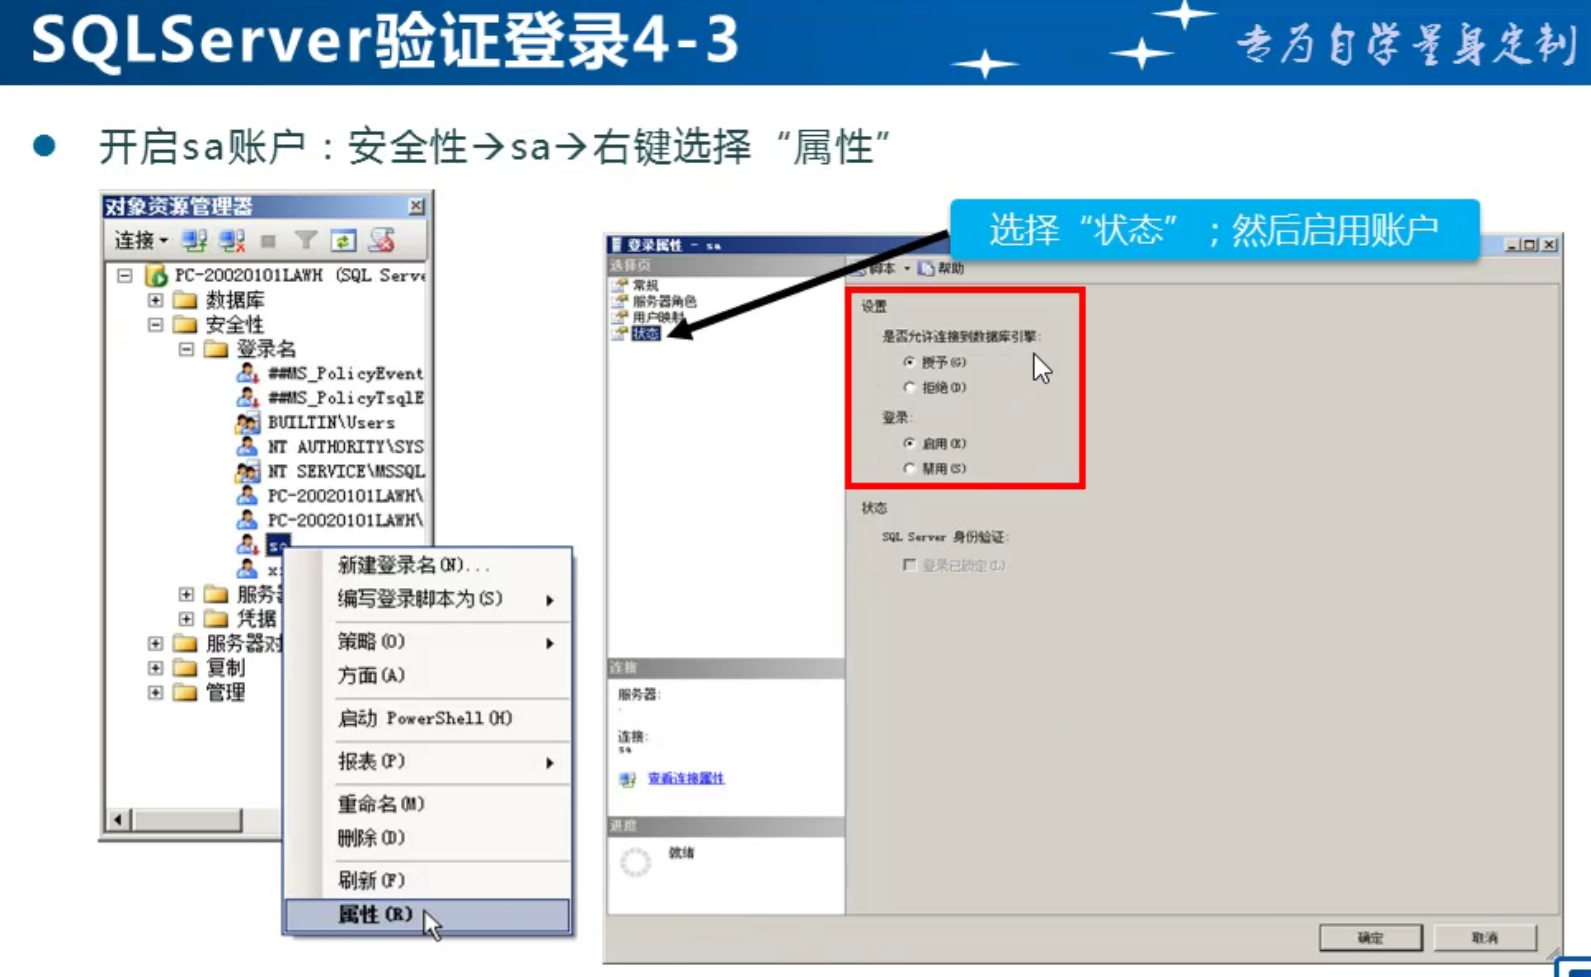 SQLServer验证登录4-3
专为自学量身定制
开启sa账户：安全性→sa→右键选择“属性”
对象资源管理器
连接
PC-20020101LAWH (SQL Serve
数据库
安全性
登录名
##MS_PolicyEvent
##MS_PolicyTsqlE
BUILTIN\Users
NT AUTHORITY\SYS
NT SERVICE\MSSQL
PC-20020101LAWH\
PC-20020101LAWH\
sa
服务
凭据
服务器对
复制
管理
新建登录名(N)...
编写登录脚本为(S)
策略(O)
方面(A)
启动 PowerShell(H)
报表(P)
重命名(M)
删除(D)
刷新(F)
属性(R)
选择“状态”；然后启用账户
登录属性 - sa
选择页
常规
服务器角色
用户映射
状态
脚本
帮助
设置
是否允许连接到数据库引擎:
授予(G)
拒绝(D)
登录:
启用(E)
禁用(S)
状态
SQL Server 身份验证:
登录已锁定(L)
连接
服务器:
.
连接:
sa
查看连接属性
进度
就绪
确定
取消